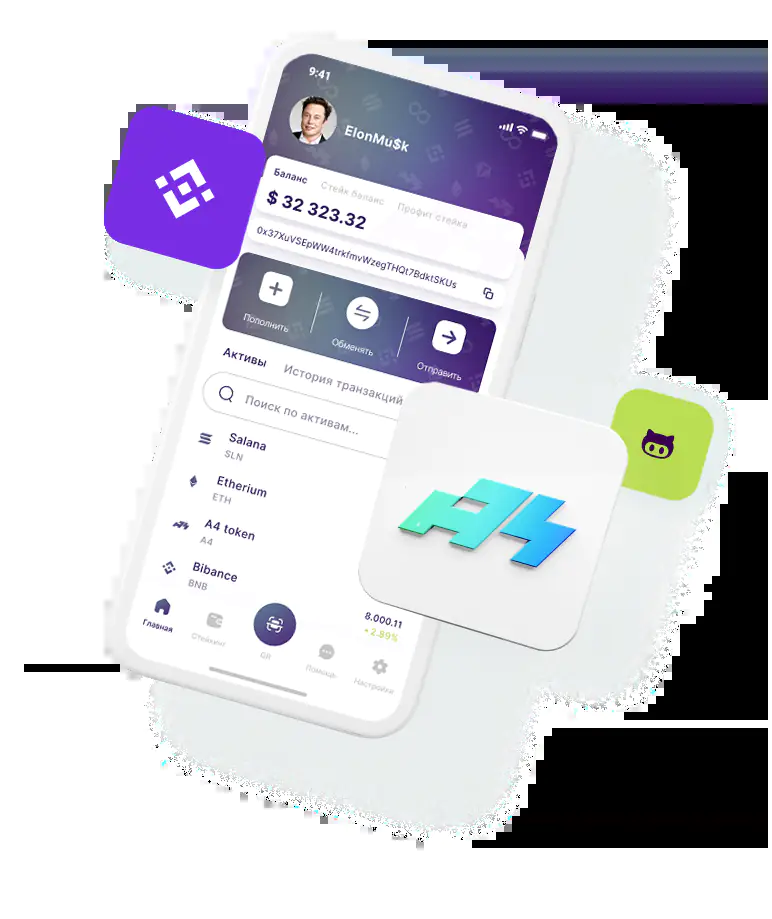 9:41
ElonMu$k
Баланс Стейк баланс Профит стейка
$ 32 323.32
0x37XuVSEpWW4trkfmvWzegTHQt7BdktSKUs
Пополнить Обменять Отправить
Активы История транзакций
Поиск по активам...
Salana
SLN
Etherium
ETH
A4 token
A4
Bibance
BNB
8.000.11
+2.89%
Главная Стейкинг QR Помощь Настройки
A4